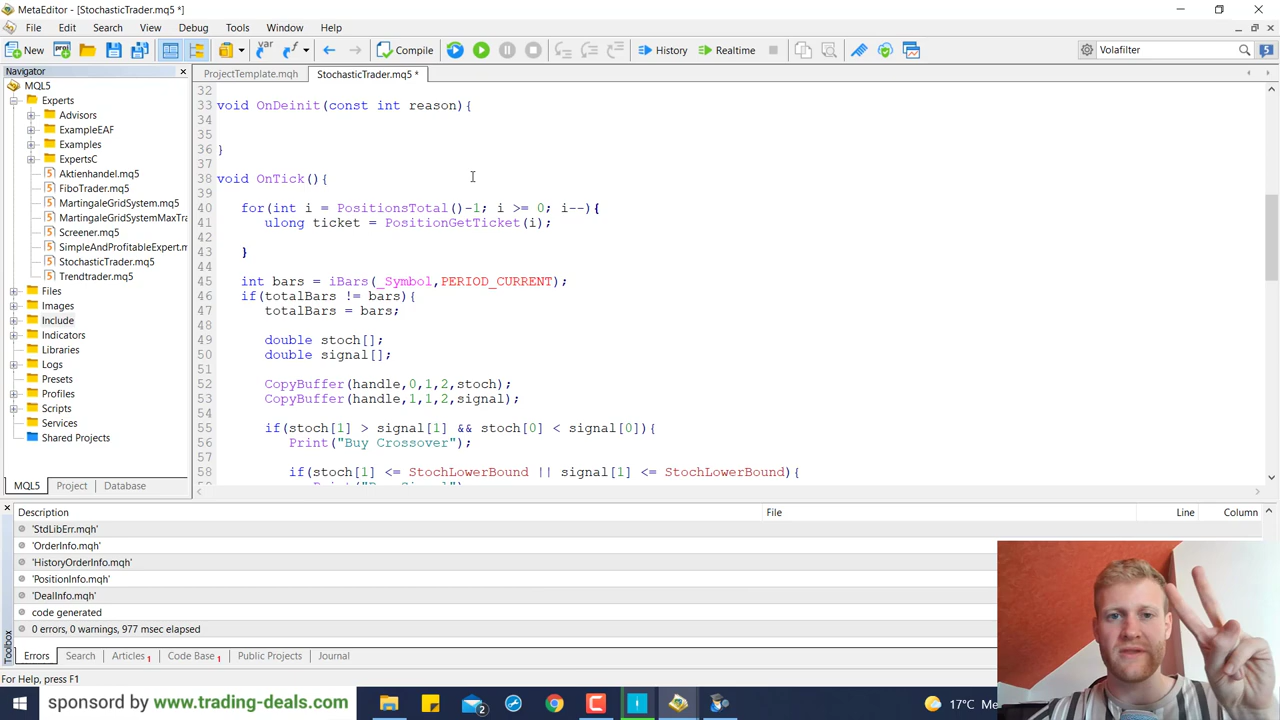 MetaEditor - [StochasticTrader.mq5 *]
File Edit Search View Debug Tools Window Help
New var Compile History Realtime Volafilter 5
Navigator
ProjectTemplate.mqh StochasticTrader.mq5 *
MQL5
Experts
Advisors
ExampleEAF
Examples
ExpertsC
Aktienhandel.mq5
FiboTrader.mq5
MartingaleGridSystem.mq5
MartingaleGridSystemMaxTra
Screener.mq5
SimpleAndProfitableExpert.m
StochasticTrader.mq5
Trendtrader.mq5
Files
Images
Include
Indicators
Libraries
Logs
Presets
Profiles
Scripts
Services
Shared Projects
MQL5 Project Database
32
33 void OnDeinit(const int reason){
34
35
36 }
37
38 void OnTick(){
39
40 for(int i = PositionsTotal()-1; i >= 0; i--){
41 ulong ticket = PositionGetTicket(i);
42
43 }
44
45 int bars = iBars(_Symbol,PERIOD_CURRENT);
46 if(totalBars != bars){
47 totalBars = bars;
48
49 double stoch[];
50 double signal[];
51
52 CopyBuffer(handle,0,1,2,stoch);
53 CopyBuffer(handle,1,1,2,signal);
54
55 if(stoch[1] > signal[1] && stoch[0] < signal[0]){
56 Print("Buy Crossover");
57
58 if(stoch[1] <= StochLowerBound || signal[1] <= StochLowerBound){
Description File Line Column
'StdLibErr.mqh'
'OrderInfo.mqh'
'HistoryOrderInfo.mqh'
'PositionInfo.mqh'
'DealInfo.mqh'
code generated
0 errors, 0 warnings, 977 msec elapsed
Toolbox
Errors Search Articles 1 Code Base 1 Public Projects Journal
For Help, press F1
sponsord by www.trading-deals.com 2 17°C Me